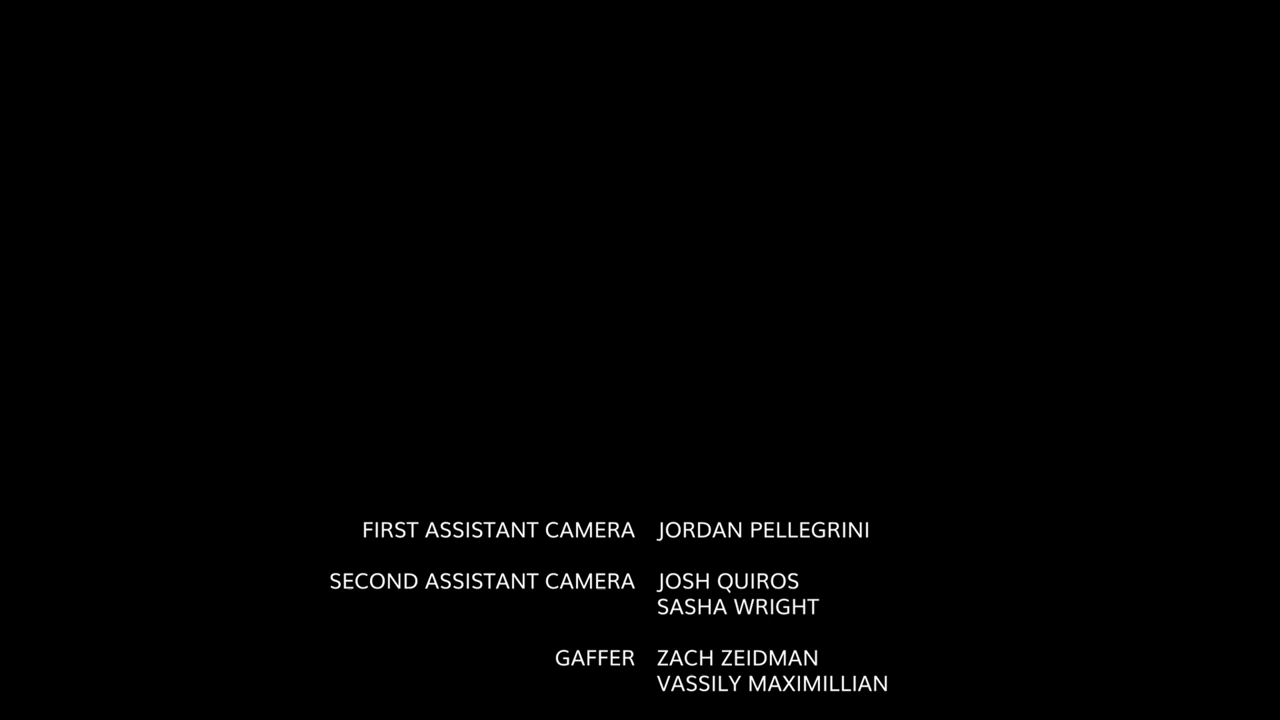 FIRST ASSISTANT CAMERA JORDAN PELLEGRINI
SECOND ASSISTANT CAMERA JOSH QUIROS
SASHA WRIGHT
GAFFER ZACH ZEIDMAN
VASSILY MAXIMILLIAN